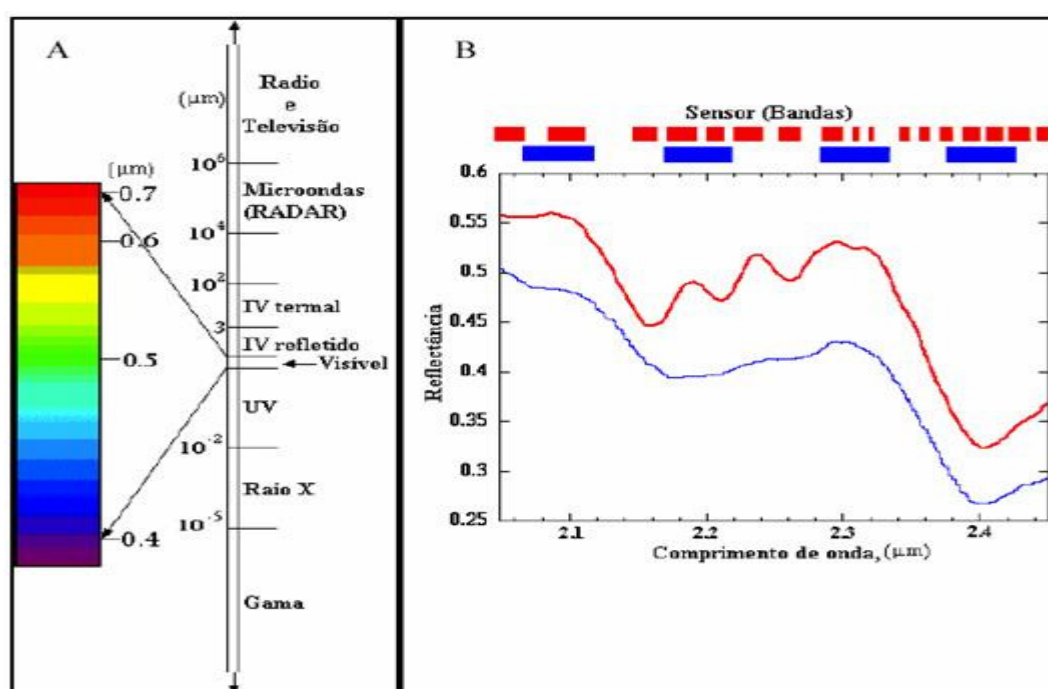 A
(µm)
Radio
e
Televisão
10⁶
Microondas
(RADAR)
10⁴
10²
IV termal
3
IV refletido
Visível
UV
10⁻²
Raio X
10⁻⁵
Gama
(µm)
0.7
0.6
0.5
0.4
B
Sensor (Bandas)
0.6
0.55
0.5
0.45
0.4
0.35
0.3
0.25
Reflectância
2.1
2.2
2.3
2.4
Comprimento de onda, (µm)